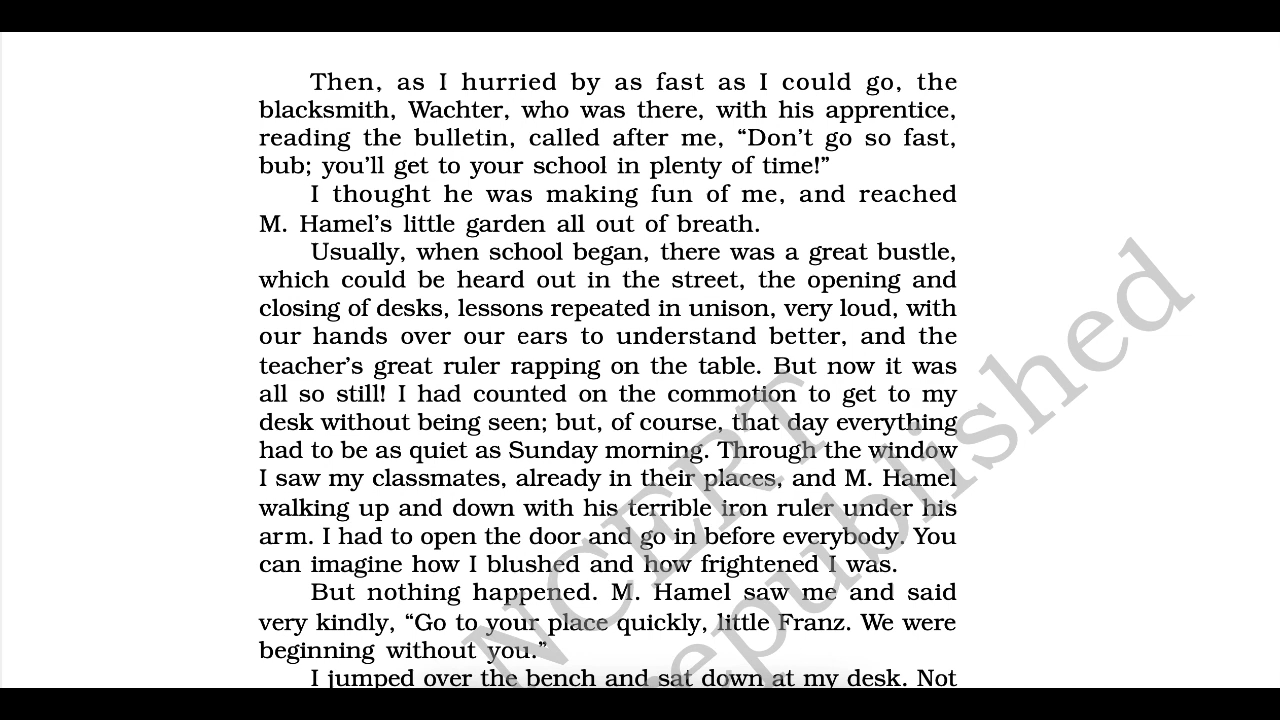 Then, as I hurried by as fast as I could go, the
blacksmith, Wachter, who was there, with his apprentice,
reading the bulletin, called after me, “Don’t go so fast,
bub; you’ll get to your school in plenty of time!”
I thought he was making fun of me, and reached
M. Hamel’s little garden all out of breath.
Usually, when school began, there was a great bustle,
which could be heard out in the street, the opening and
closing of desks, lessons repeated in unison, very loud, with
our hands over our ears to understand better, and the
teacher’s great ruler rapping on the table. But now it was
all so still! I had counted on the commotion to get to my
desk without being seen; but, of course, that day everything
had to be as quiet as Sunday morning. Through the window
I saw my classmates, already in their places, and M. Hamel
walking up and down with his terrible iron ruler under his
arm. I had to open the door and go in before everybody. You
can imagine how I blushed and how frightened I was.
But nothing happened. M. Hamel saw me and said
very kindly, “Go to your place quickly, little Franz. We were
beginning without you.”
I jumped over the bench and sat down at my desk. Not
NCERT
epublished